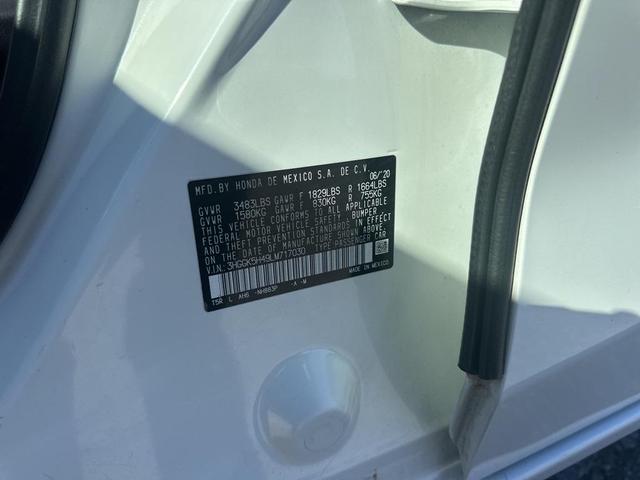 MFD.BY HONDA DE MEXICO S.A. DE C.V. 06/'20
GVWR 3483LBS GAWR F 1829LBS R 1664LBS
GVWR 1580KG GAWR F 830KG R 755KG
THIS VEHICLE CONFORMS TO ALL APPLICABLE
FEDERAL MOTOR VEHICLE SAFETY, BUMPER
AND THEFT PREVENTION STANDARDS IN EFFECT
ON THE DATE OF MANUFACTURE SHOWN ABOVE.
V.I.N: 3HGGK5H49LM717030 TYPE:PASSENGER CAR
T5R L AH6 -NH883P -A -M MADE IN MEXICO